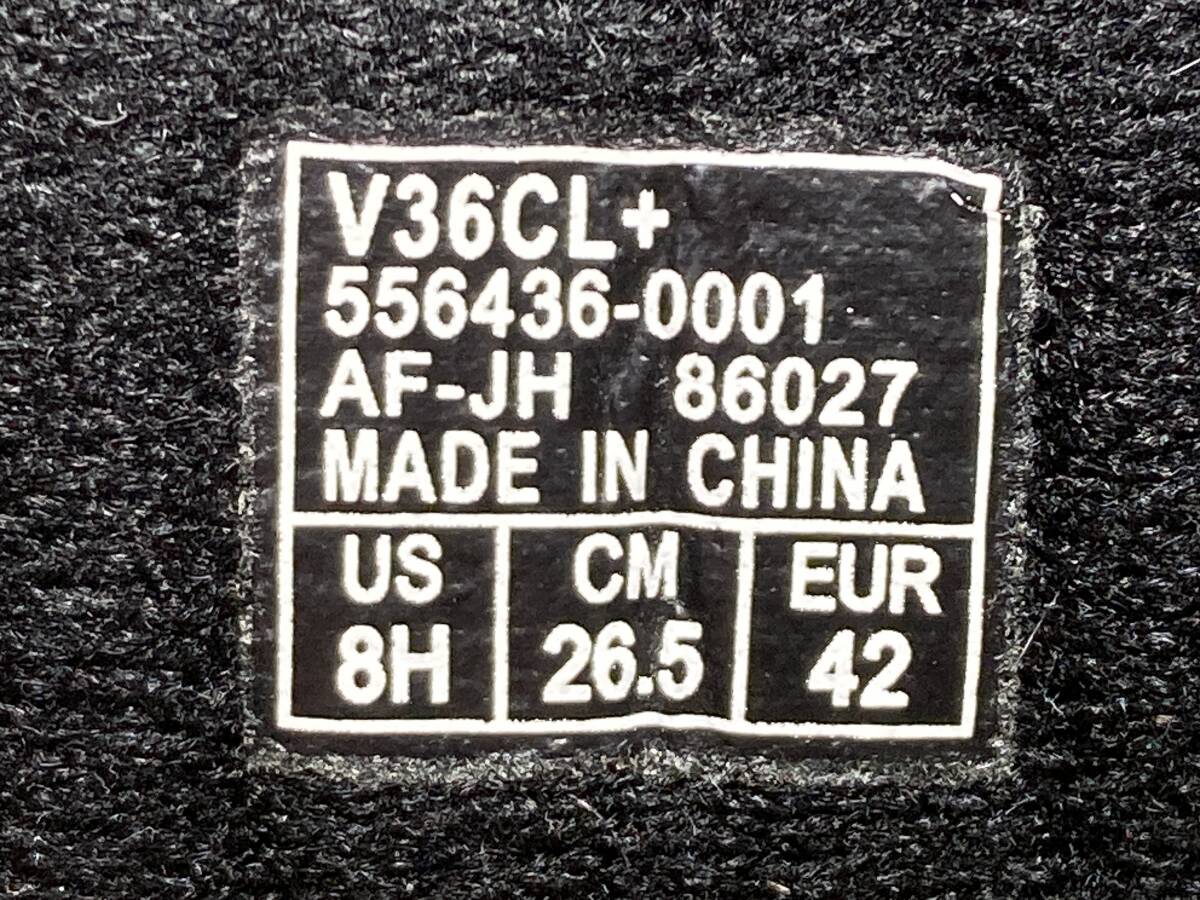 V36CL+
556436-0001
AF-JH 86027
MADE IN CHINA
US CM EUR
8H 26.5 42